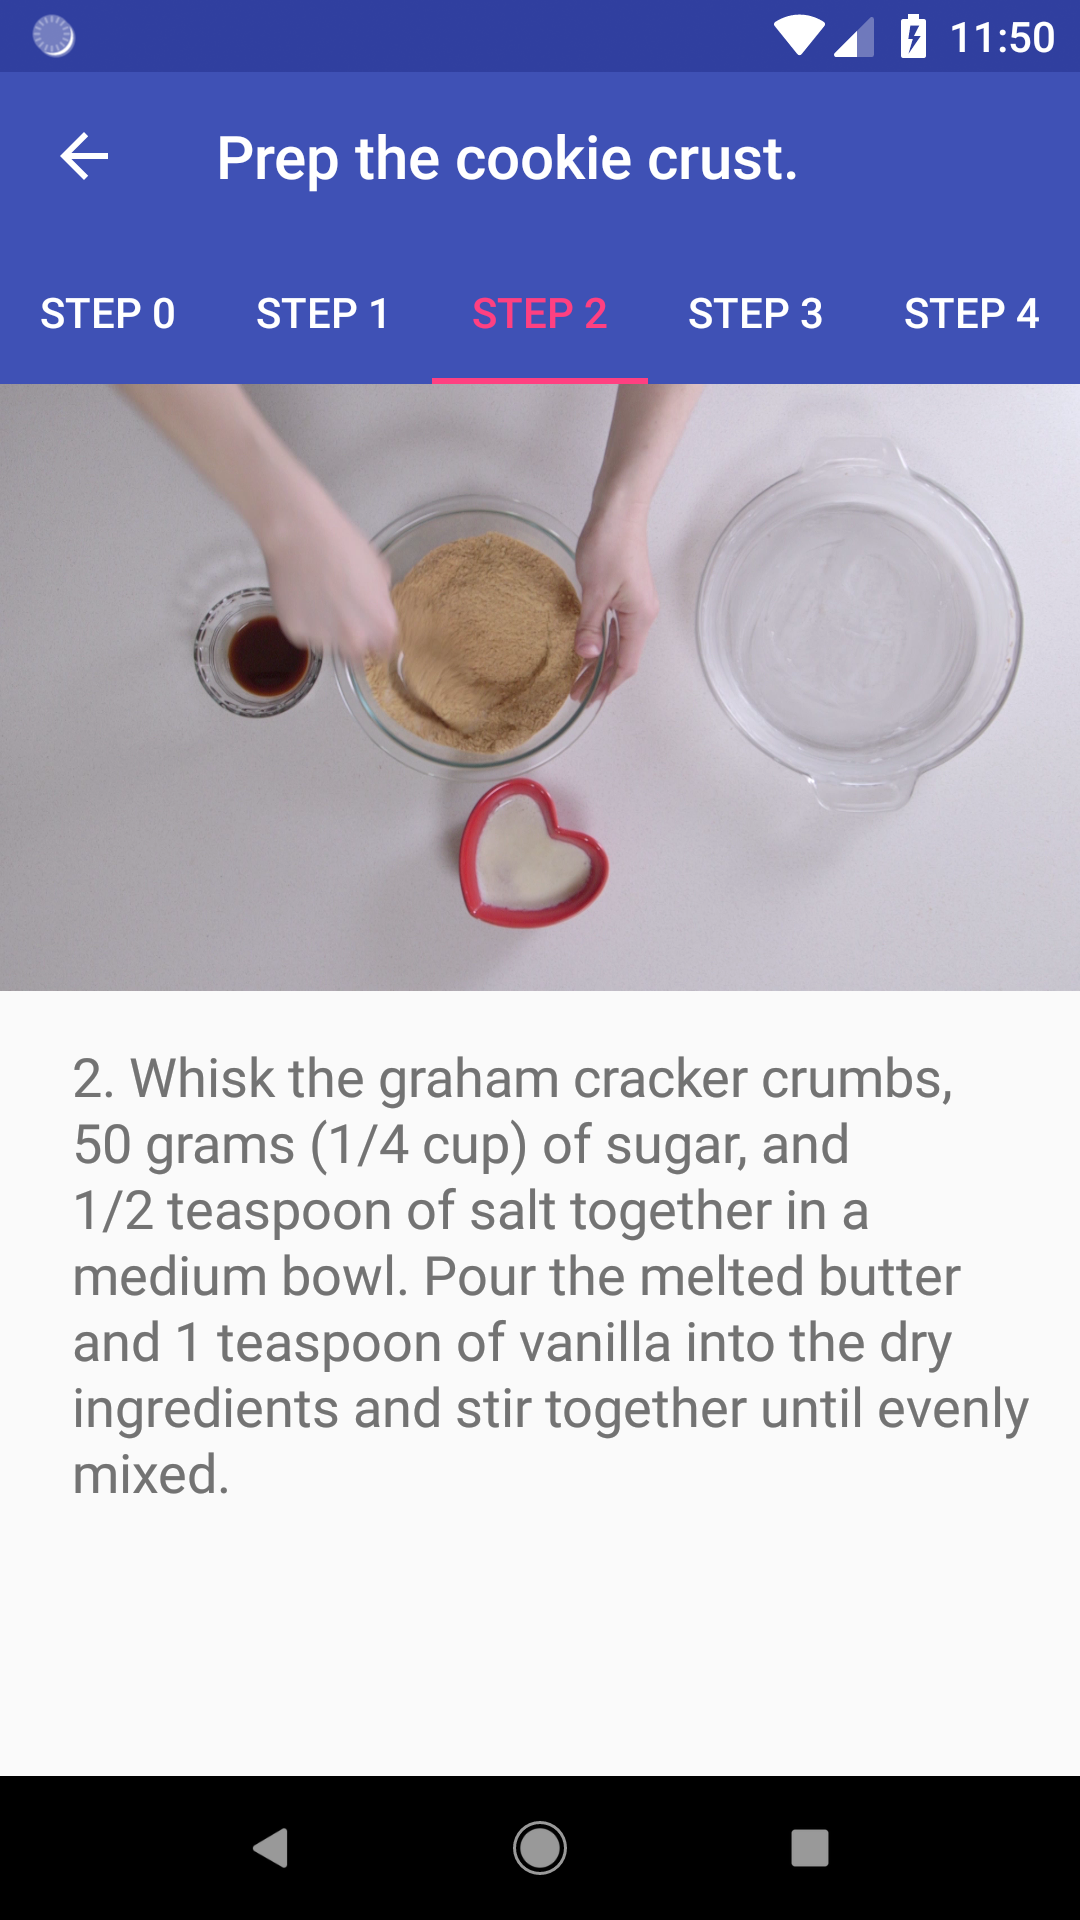 11:50
Prep the cookie crust.
STEP 0 STEP 1 STEP 2 STEP 3 STEP 4
2. Whisk the graham cracker crumbs,
50 grams (1/4 cup) of sugar, and
1/2 teaspoon of salt together in a
medium bowl. Pour the melted butter
and 1 teaspoon of vanilla into the dry
ingredients and stir together until evenly
mixed.